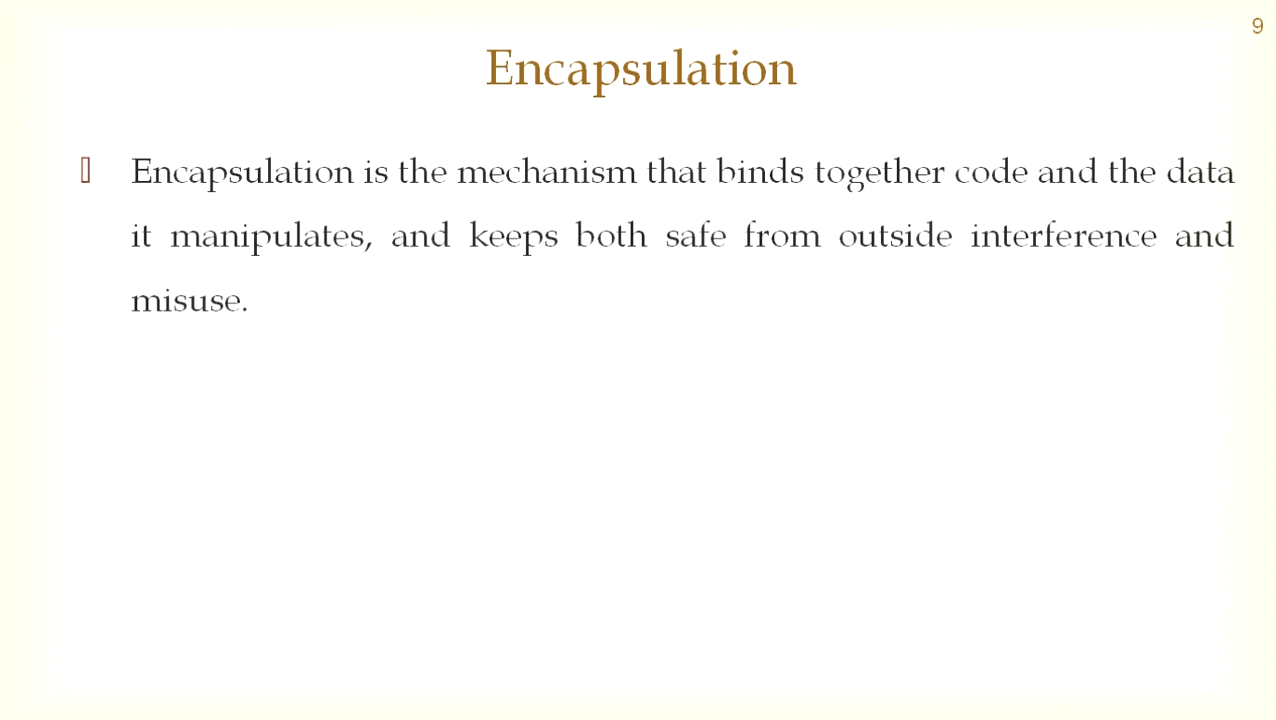 9
Encapsulation
Encapsulation is the mechanism that binds together code and the data
it manipulates, and keeps both safe from outside interference and
misuse.